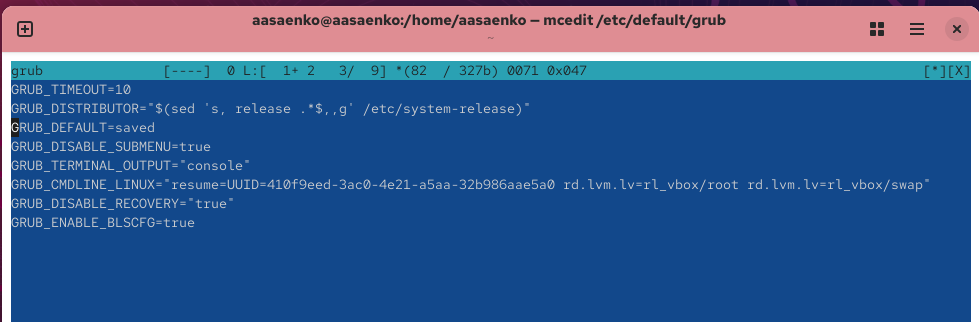 aasaenko@aasaenko:/home/aasaenko — mcedit /etc/default/grub
~
grub [----] 0 L:[ 1+ 2 3/ 9] *(82 / 327b) 0071 0x047 [*][X]
GRUB_TIMEOUT=10
GRUB_DISTRIBUTOR="$(sed 's, release .*$,,g' /etc/system-release)"
GRUB_DEFAULT=saved
GRUB_DISABLE_SUBMENU=true
GRUB_TERMINAL_OUTPUT="console"
GRUB_CMDLINE_LINUX="resume=UUID=410f9eed-3ac0-4e21-a5aa-32b986aae5a0 rd.lvm.lv=rl_vbox/root rd.lvm.lv=rl_vbox/swap"
GRUB_DISABLE_RECOVERY="true"
GRUB_ENABLE_BLSCFG=true